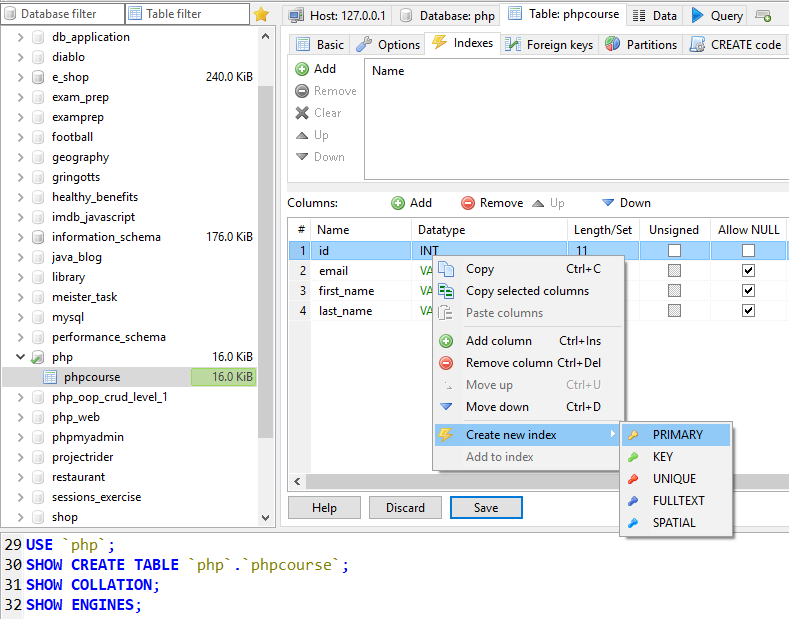 Database filter
Table filter
db_application
diablo
e_shop 240.0 KiB
exam_prep
examprep
football
geography
gringotts
healthy_benefits
imdb_javascript
information_schema 176.0 KiB
java_blog
library
meister_task
mysql
performance_schema
php 16.0 KiB
phpcourse 16.0 KiB
php_oop_crud_level_1
php_web
phpmyadmin
projectrider
restaurant
sessions_exercise
shop
Host: 127.0.0.1 Database: php Table: phpcourse Data Query
Basic Options Indexes Foreign keys Partitions CREATE code
Add
Remove
Clear
Up
Down
Name
Columns: Add Remove Up Down
# Name Datatype Length/Set Unsigned Allow NULL
1 id INT 11
2 email VA
3 first_name VA
4 last_name VA
Copy Ctrl+C
Copy selected columns
Paste columns
Add column Ctrl+Ins
Remove column Ctrl+Del
Move up Ctrl+U
Move down Ctrl+D
Create new index
Add to index
PRIMARY
KEY
UNIQUE
FULLTEXT
SPATIAL
Help Discard Save
29 USE `php`;
30 SHOW CREATE TABLE `php`.`phpcourse`;
31 SHOW COLLATION;
32 SHOW ENGINES;